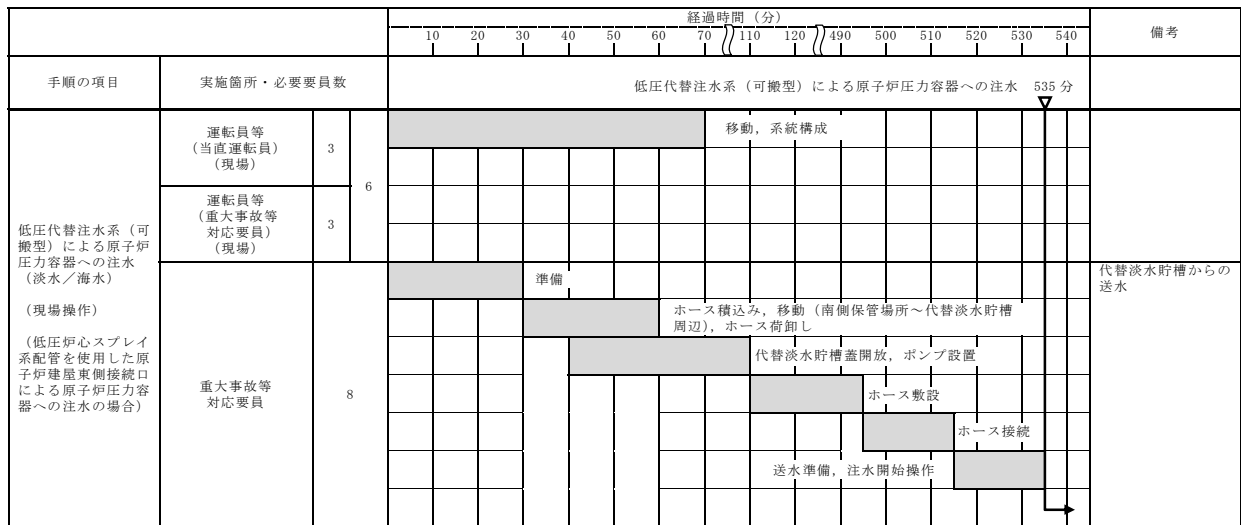 経過時間（分）
備考
10 20 30 40 50 60 70 110 120 490 500 510 520 530 540
手順の項目
実施箇所・必要要員数
低圧代替注水系（可搬型）による原子炉圧力容器への注水 535 分
低圧代替注水系（可
搬型）による原子炉
圧力容器への注水
（淡水／海水）
（現場操作）
（低圧炉心スプレイ
系配管を使用した原
子炉建屋東側接続口
による原子炉圧力容
器への注水の場合）
運転員等
（当直運転員）
（現場）
3
運転員等
（重大事故等
対応要員）
（現場）
3
6
移動，系統構成
重大事故等
対応要員
8
準備
ホース積込み，移動（南側保管場所～代替淡水貯槽
周辺），ホース荷卸し
代替淡水貯槽蓋開放，ポンプ設置
ホース敷設
ホース接続
送水準備，注水開始操作
代替淡水貯槽からの
送水